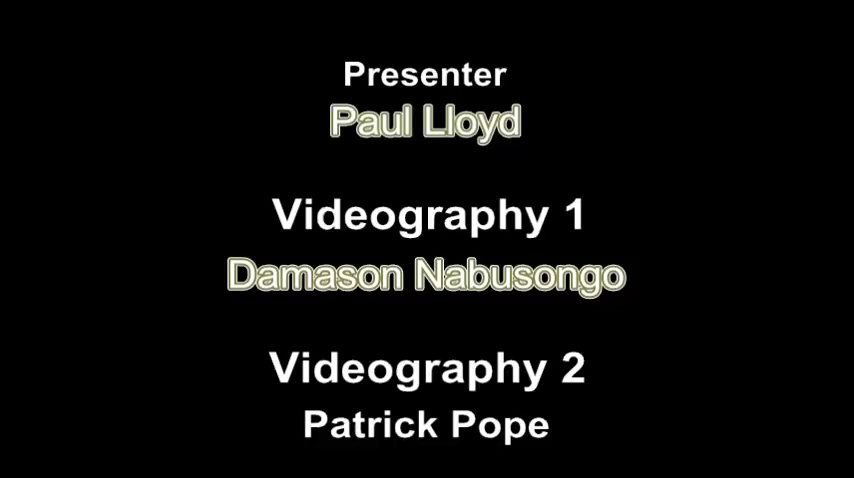 Presenter
Paul Lloyd
Videography 1
Damason Nabusongo
Videography 2
Patrick Pope